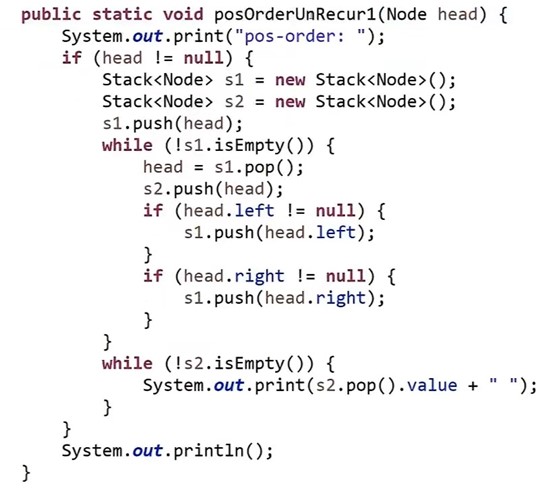 public static void posOrderUnRecur1(Node head) {
    System.out.print("pos-order: ");
    if (head != null) {
        Stack<Node> s1 = new Stack<Node>();
        Stack<Node> s2 = new Stack<Node>();
        s1.push(head);
        while (!s1.isEmpty()) {
            head = s1.pop();
            s2.push(head);
            if (head.left != null) {
                s1.push(head.left);
            }
            if (head.right != null) {
                s1.push(head.right);
            }
        }
        while (!s2.isEmpty()) {
            System.out.print(s2.pop().value + " ");
        }
    }
    System.out.println();
}